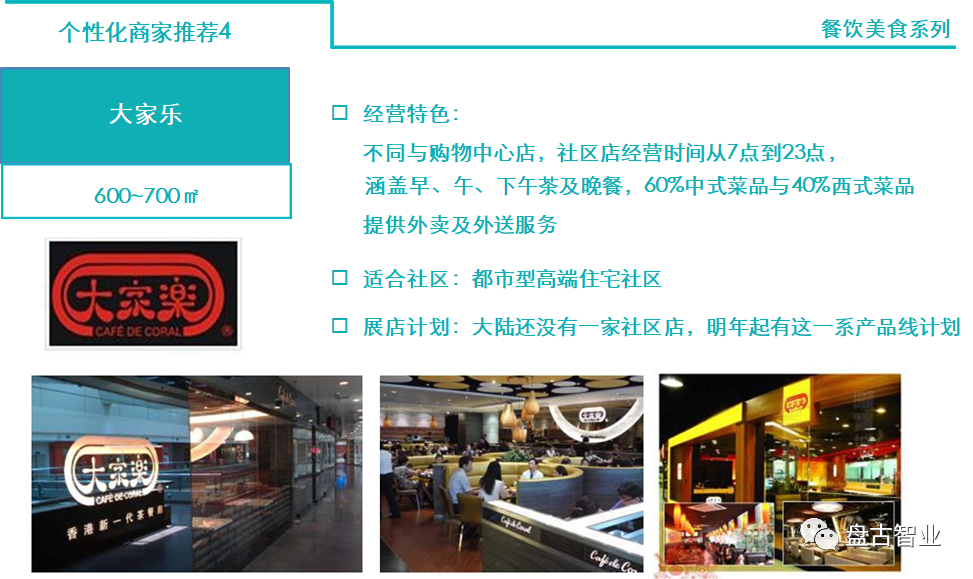 个性化商家推荐4
餐饮美食系列
大家乐
600~700㎡
大家樂
CAFÉ DE CORAL
®
□ 经营特色：
不同与购物中心店，社区店经营时间从7点到23点，
涵盖早、午、下午茶及晚餐，60%中式菜品与40%西式菜品
提供外卖及外送服务
□ 适合社区：都市型高端住宅社区
□ 展店计划：大陆还没有一家社区店，明年起有这一系产品线计划
大家樂
CAFÉ DE CORAL
香港新一代茶餐廳
大家樂
Café de Coral
Café de Co
大家樂
盘古智业